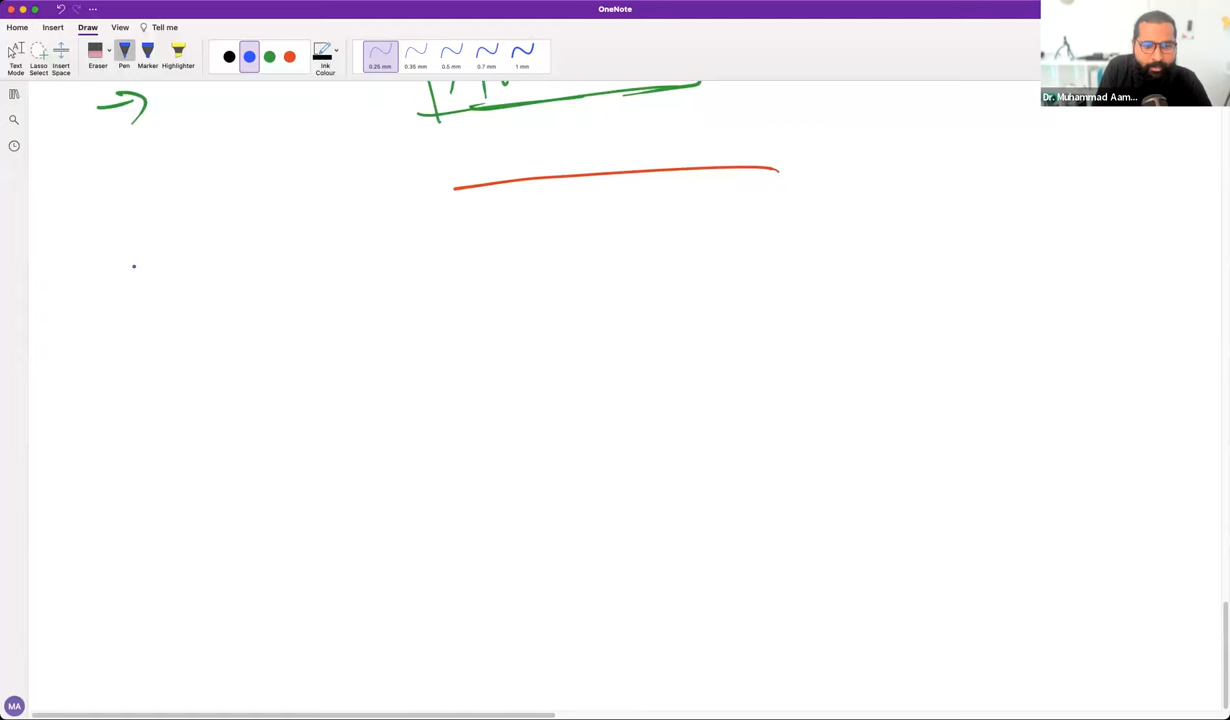 OneNote
Home Insert Draw View Tell me
Text Mode
Lasso Select
Insert Space
Eraser
Pen
Marker
Highlighter
Ink Colour
0.25 mm
0.35 mm
0.5 mm
0.7 mm
1 mm
Dr. Muhammad Aam...
MA